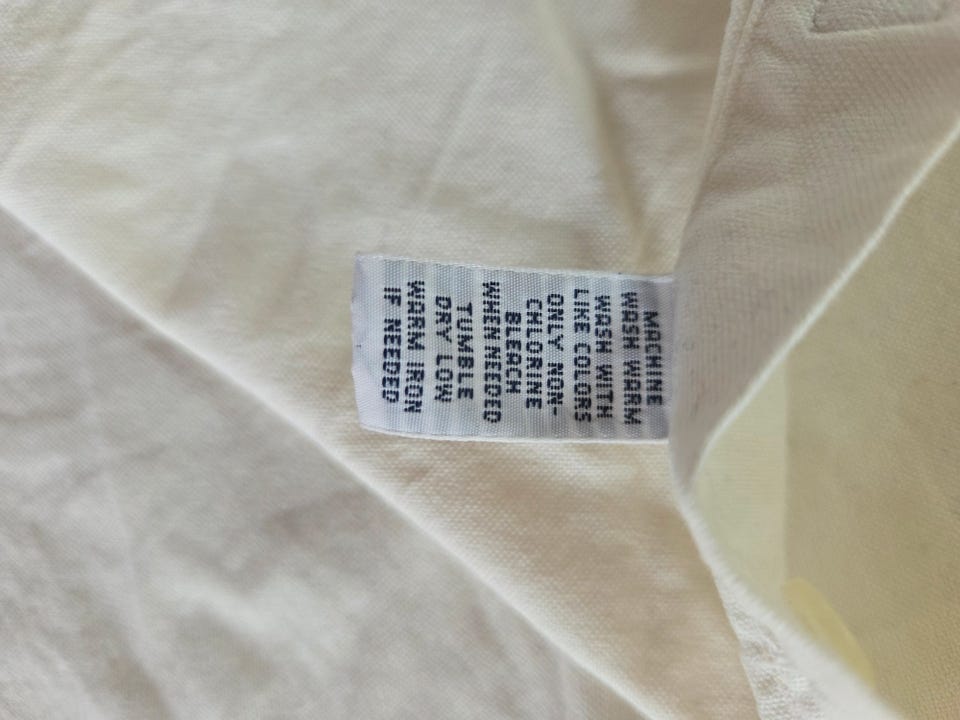 MACHINE
WASH WARM
WASH WITH
LIKE COLORS
ONLY NON-
CHLORINE
BLEACH
WHEN NEEDED
TUMBLE
DRY LOW
WARM IRON
IF NEEDED